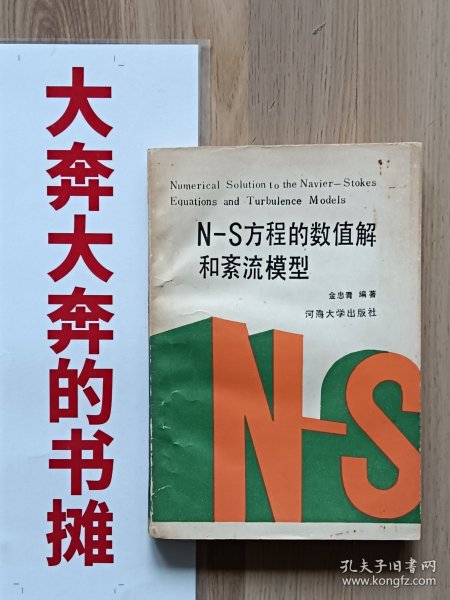 大奔大奔的书摊
Numerical Solution to the Navier—Stokes
Equations and Turbulence Models
N-S方程的数值解
和紊流模型
金忠青 编著
河海大学出版社
N-S
孔夫子旧书网
www.kongfz.com